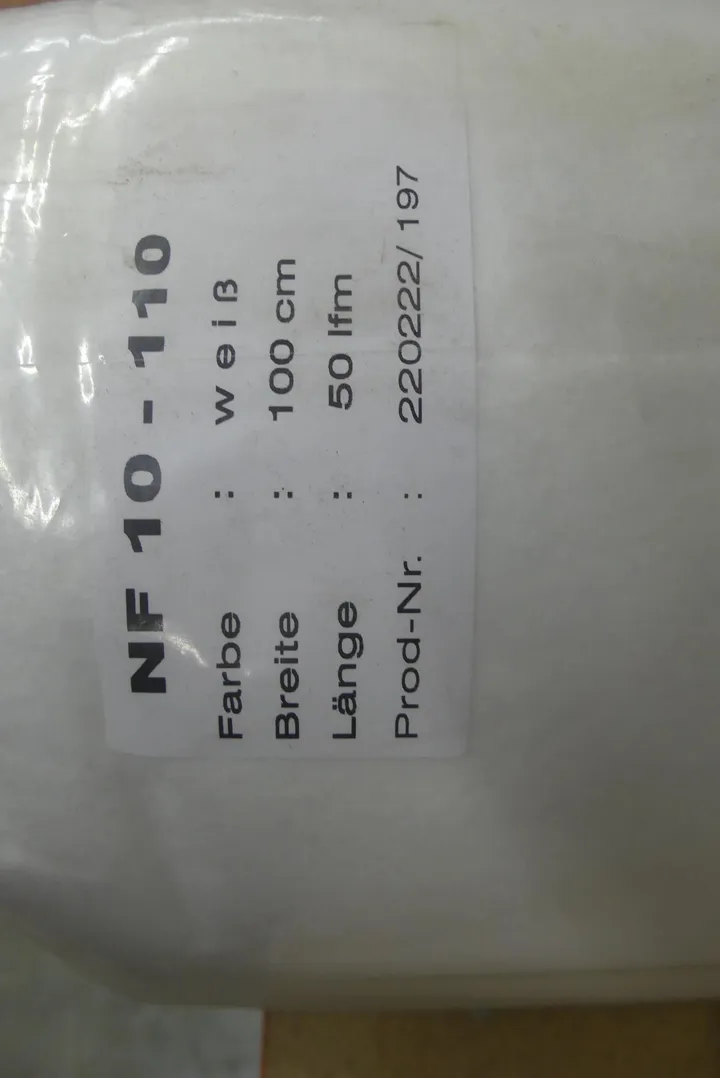 NF 10 - 110
Farbe : w e i ß
Breite : 100 cm
Länge : 50 lfm
Prod-Nr. : 220222/ 197